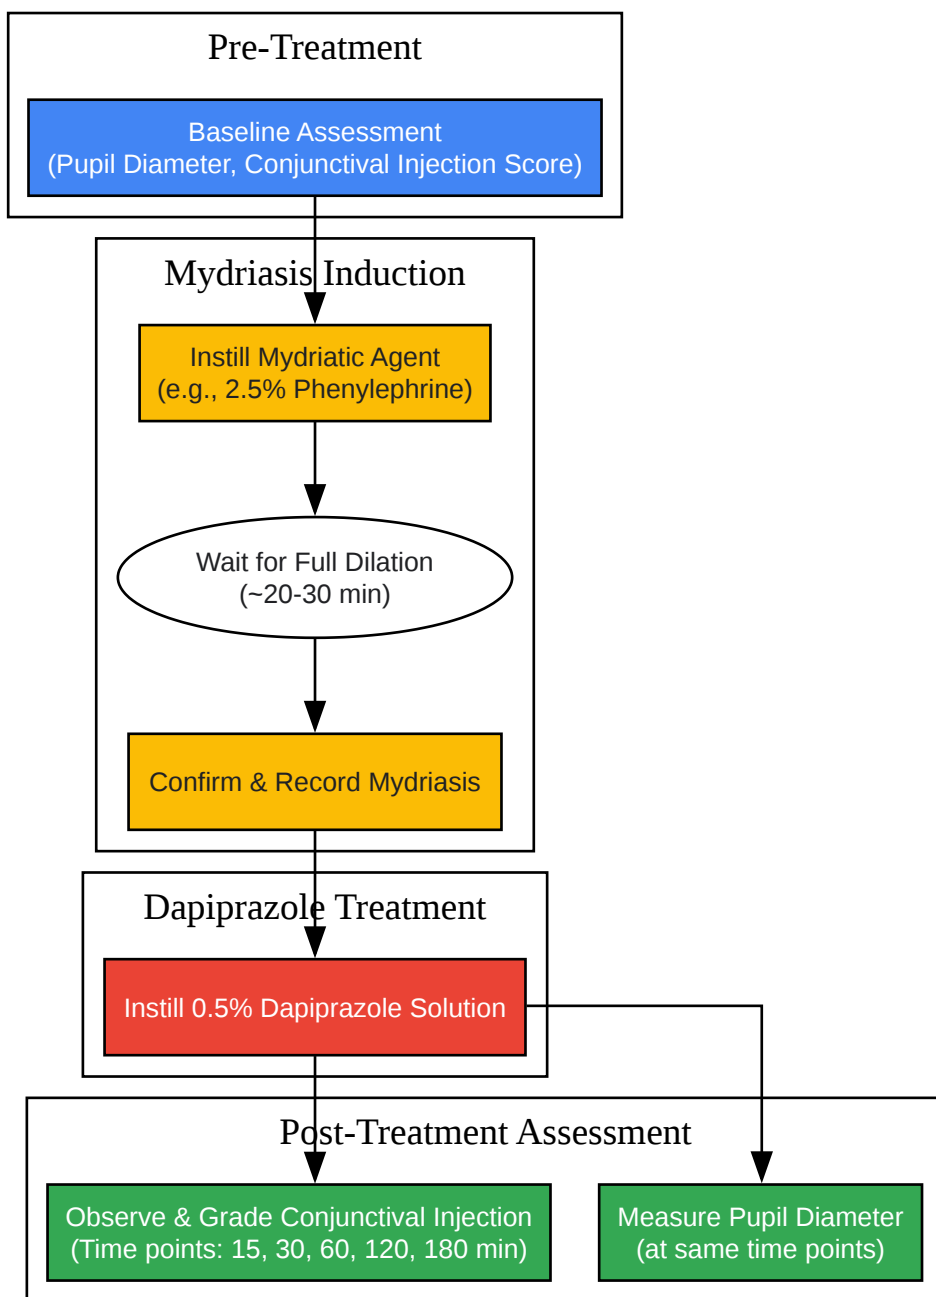 Pre-Treatment
Baseline Assessment
(Pupil Diameter, Conjunctival Injection Score)
Mydriasis Induction
Instill Mydriatic Agent
(e.g., 2.5% Phenylephrine)
Wait for Full Dilation
(~20-30 min)
Confirm & Record Mydriasis
Dapiprazole Treatment
Instill 0.5% Dapiprazole Solution
Post-Treatment Assessment
Observe & Grade Conjunctival Injection
(Time points: 15, 30, 60, 120, 180 min)
Measure Pupil Diameter
(at same time points)